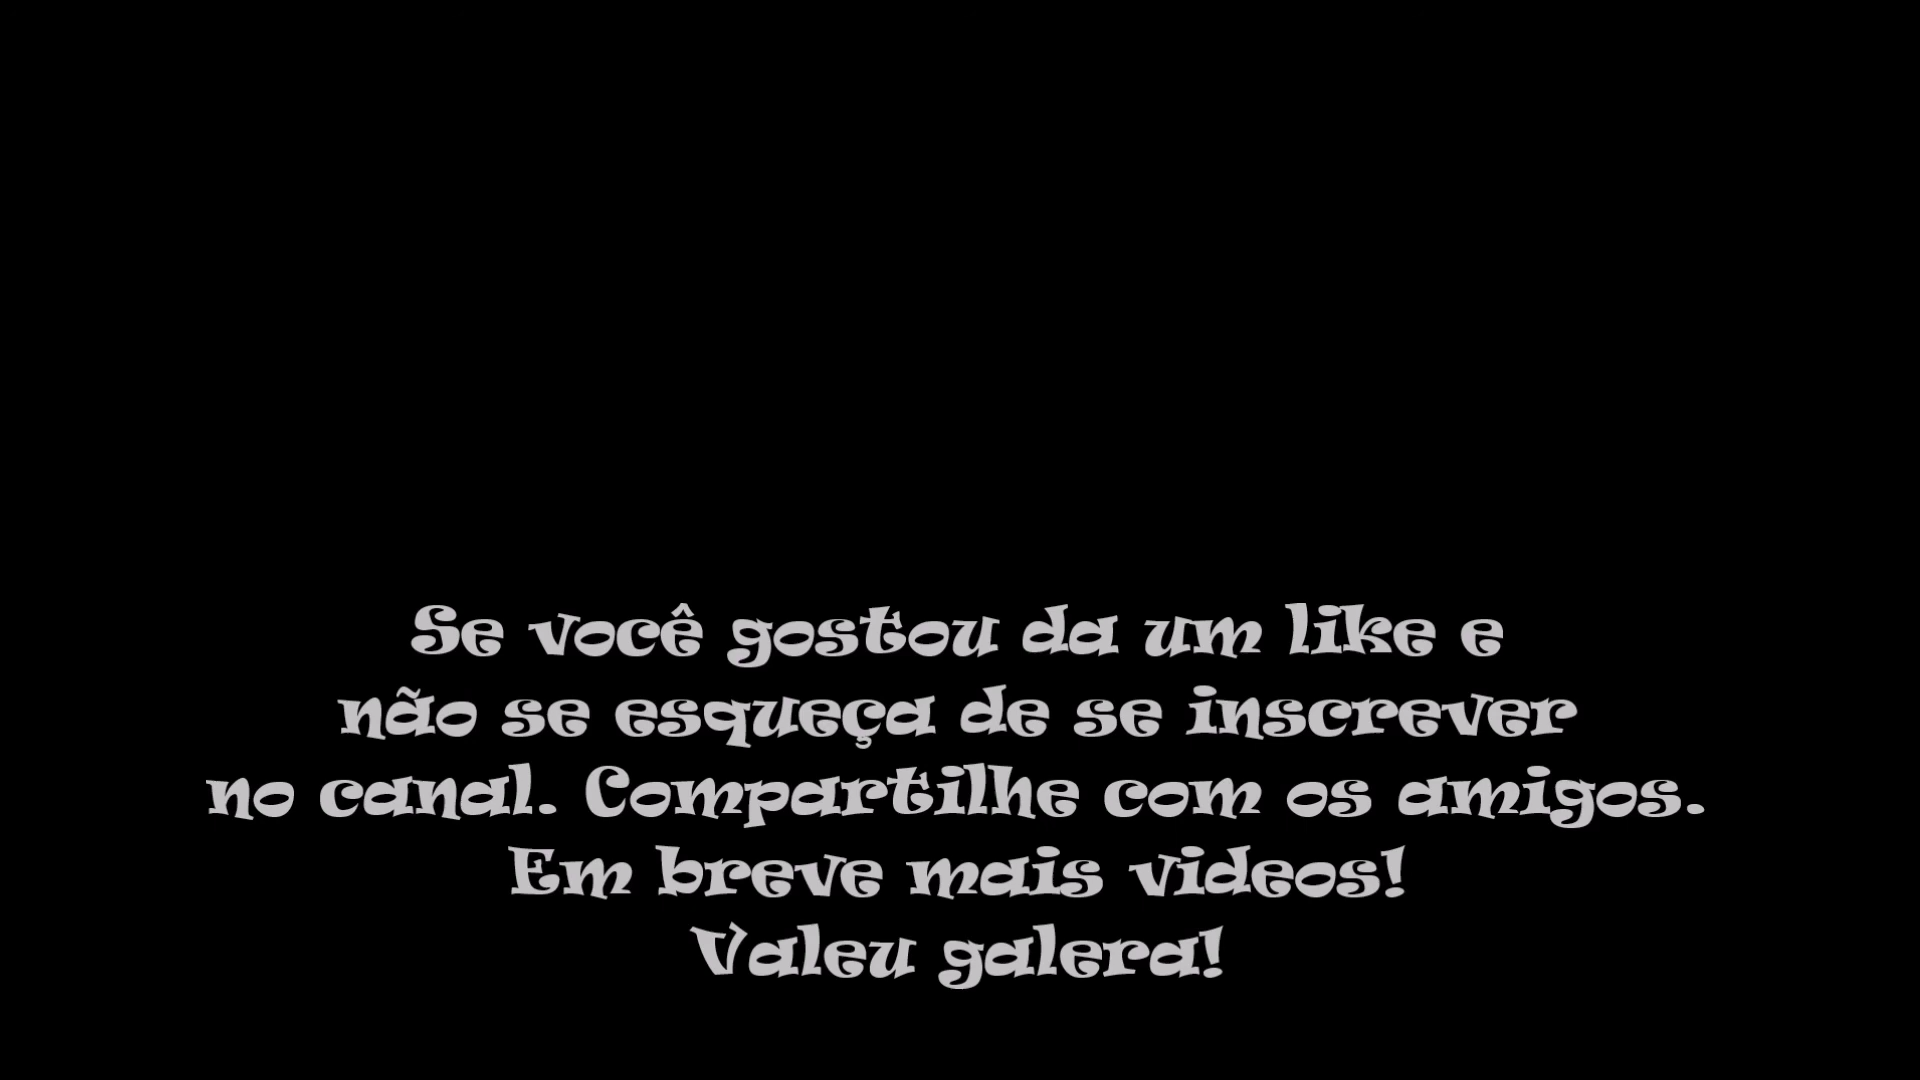 Se você gostou da um like e
não se esqueça de se inscrever
no canal. Compartilhe com os amigos.
Em breve mais videos!
Valeu galera!